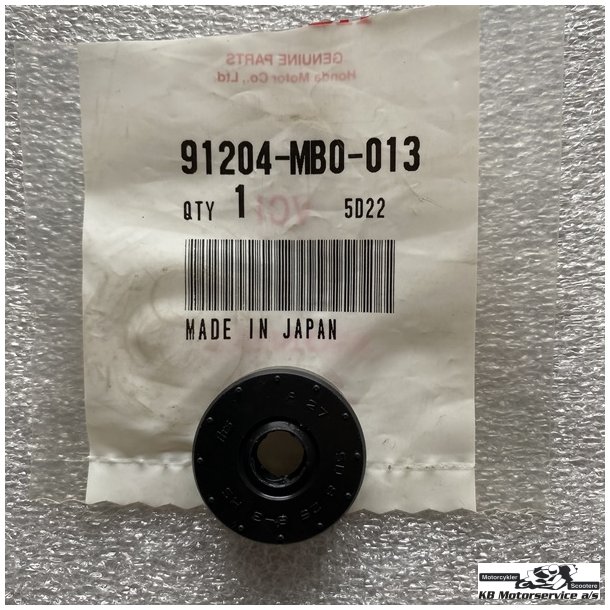 GENUINE PARTS
Honda Motor Co., Ltd.
91204-MB0-013
QTY 1 5D22
MADE IN JAPAN
Motorcykler
Scootere
KB Motorservice a/s